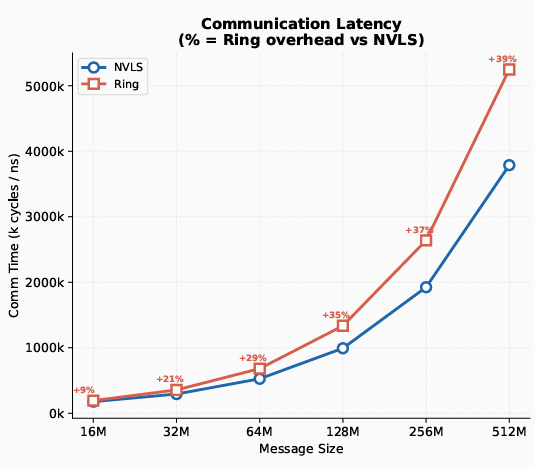 Communication Latency
(% = Ring overhead vs NVLS)
NVLS
Ring
Comm Time (k cycles / ns)
5000k
4000k
3000k
2000k
1000k
0k
+9%
+21%
+29%
+35%
+37%
+39%
16M 32M 64M 128M 256M 512M
Message Size